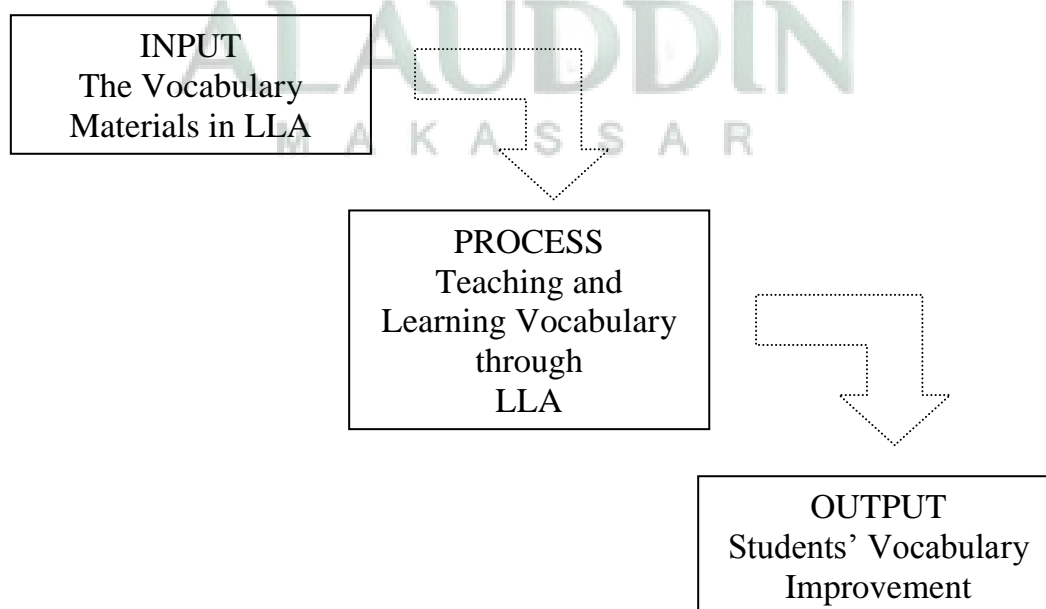 ALAUDDIN
MAKASSAR
INPUT
The Vocabulary
Materials in LLA
PROCESS
Teaching and
Learning Vocabulary
through
LLA
OUTPUT
Students’ Vocabulary
Improvement